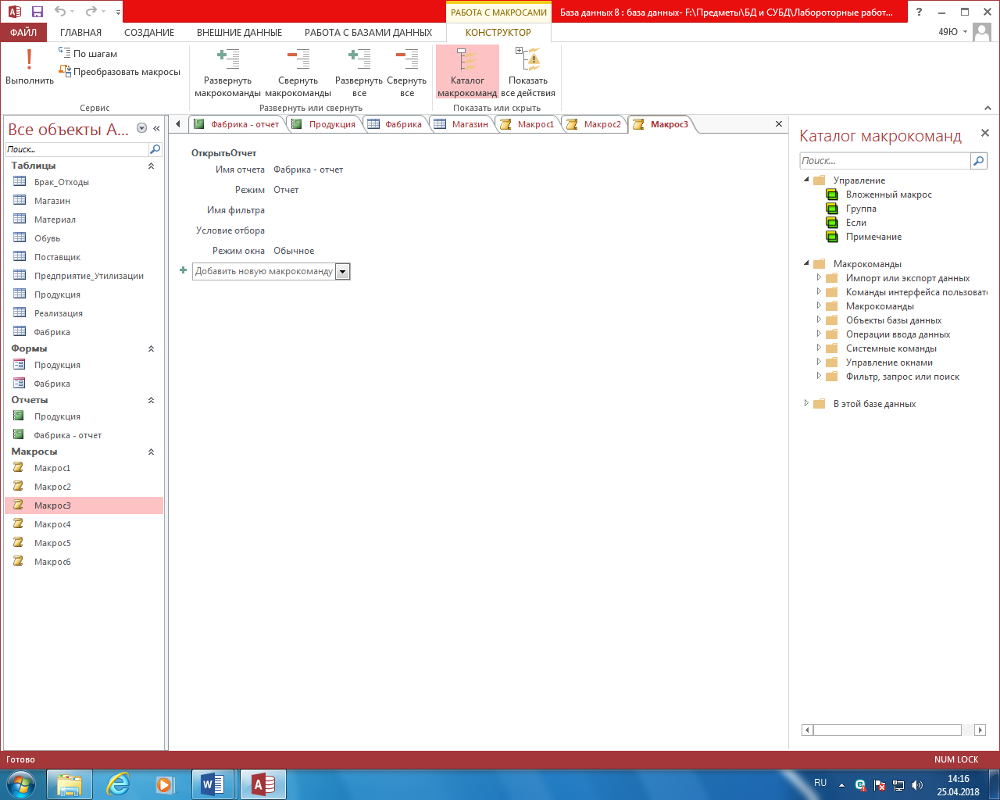 РАБОТА С МАКРОСАМИ
База данных 8 : база данных- F:\Предметы\БД и СУБД\Лабороторные работ...
?
ФАЙЛ
ГЛАВНАЯ
СОЗДАНИЕ
ВНЕШНИЕ ДАННЫЕ
РАБОТА С БАЗАМИ ДАННЫХ
КОНСТРУКТОР
49Ю
Выполнить
По шагам
Преобразовать макросы
Сервис
Развернуть
макрокоманды
Свернуть
макрокоманды
Развернуть
все
Свернуть
все
Развернуть или свернуть
Каталог
макрокоманд
Показать
все действия
Показать или скрыть
Все объекты A...
Поиск...
Таблицы
Брак_Отходы
Магазин
Материал
Обувь
Поставщик
Предприятие_Утилизации
Продукция
Реализация
Фабрика
Формы
Продукция
Фабрика
Отчеты
Продукция
Фабрика - отчет
Макросы
Макрос1
Макрос2
Макрос3
Макрос4
Макрос5
Макрос6
Фабрика - отчет
Продукция
Фабрика
Магазин
Макрос1
Макрос2
Макрос3
ОткрытьОтчет
Имя отчета Фабрика - отчет
Режим Отчет
Имя фильтра
Условие отбора
Режим окна Обычное
Добавить новую макрокоманду
Каталог макрокоманд
Поиск...
Управление
Вложенный макрос
Группа
Если
Примечание
Макрокоманды
Импорт или экспорт данных
Команды интерфейса пользоват
Макрокоманды
Объекты базы данных
Операции ввода данных
Системные команды
Управление окнами
Фильтр, запрос или поиск
В этой базе данных
Готово
NUM LOCK
RU
14:16
25.04.2018